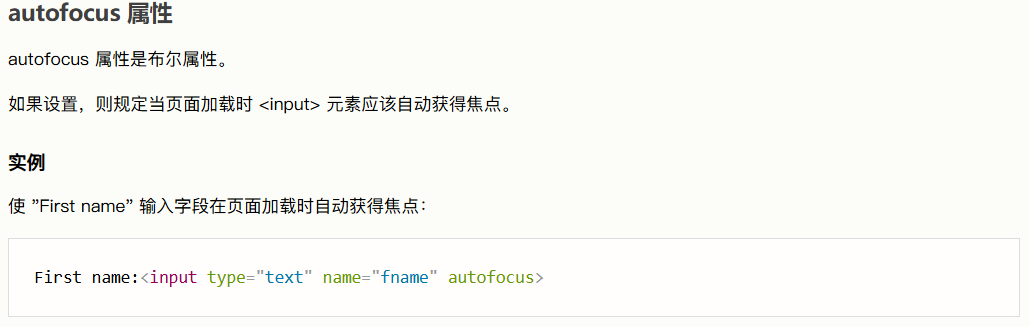 autofocus 属性
autofocus 属性是布尔属性。
如果设置，则规定当页面加载时 <input> 元素应该自动获得焦点。
实例
使 ”First name” 输入字段在页面加载时自动获得焦点：
First name:<input type="text" name="fname" autofocus>